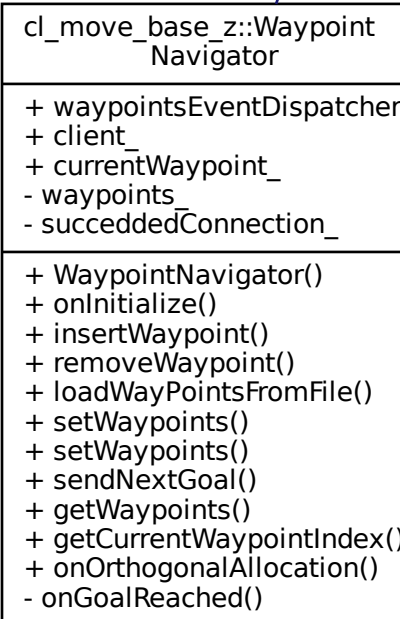 cl_move_base_z::Waypoint
Navigator
+ waypointsEventDispatcher
+ client_
+ currentWaypoint_
- waypoints_
- succeddedConnection_
+ WaypointNavigator()
+ onInitialize()
+ insertWaypoint()
+ removeWaypoint()
+ loadWayPointsFromFile()
+ setWaypoints()
+ setWaypoints()
+ sendNextGoal()
+ getWaypoints()
+ getCurrentWaypointIndex()
+ onOrthogonalAllocation()
- onGoalReached()